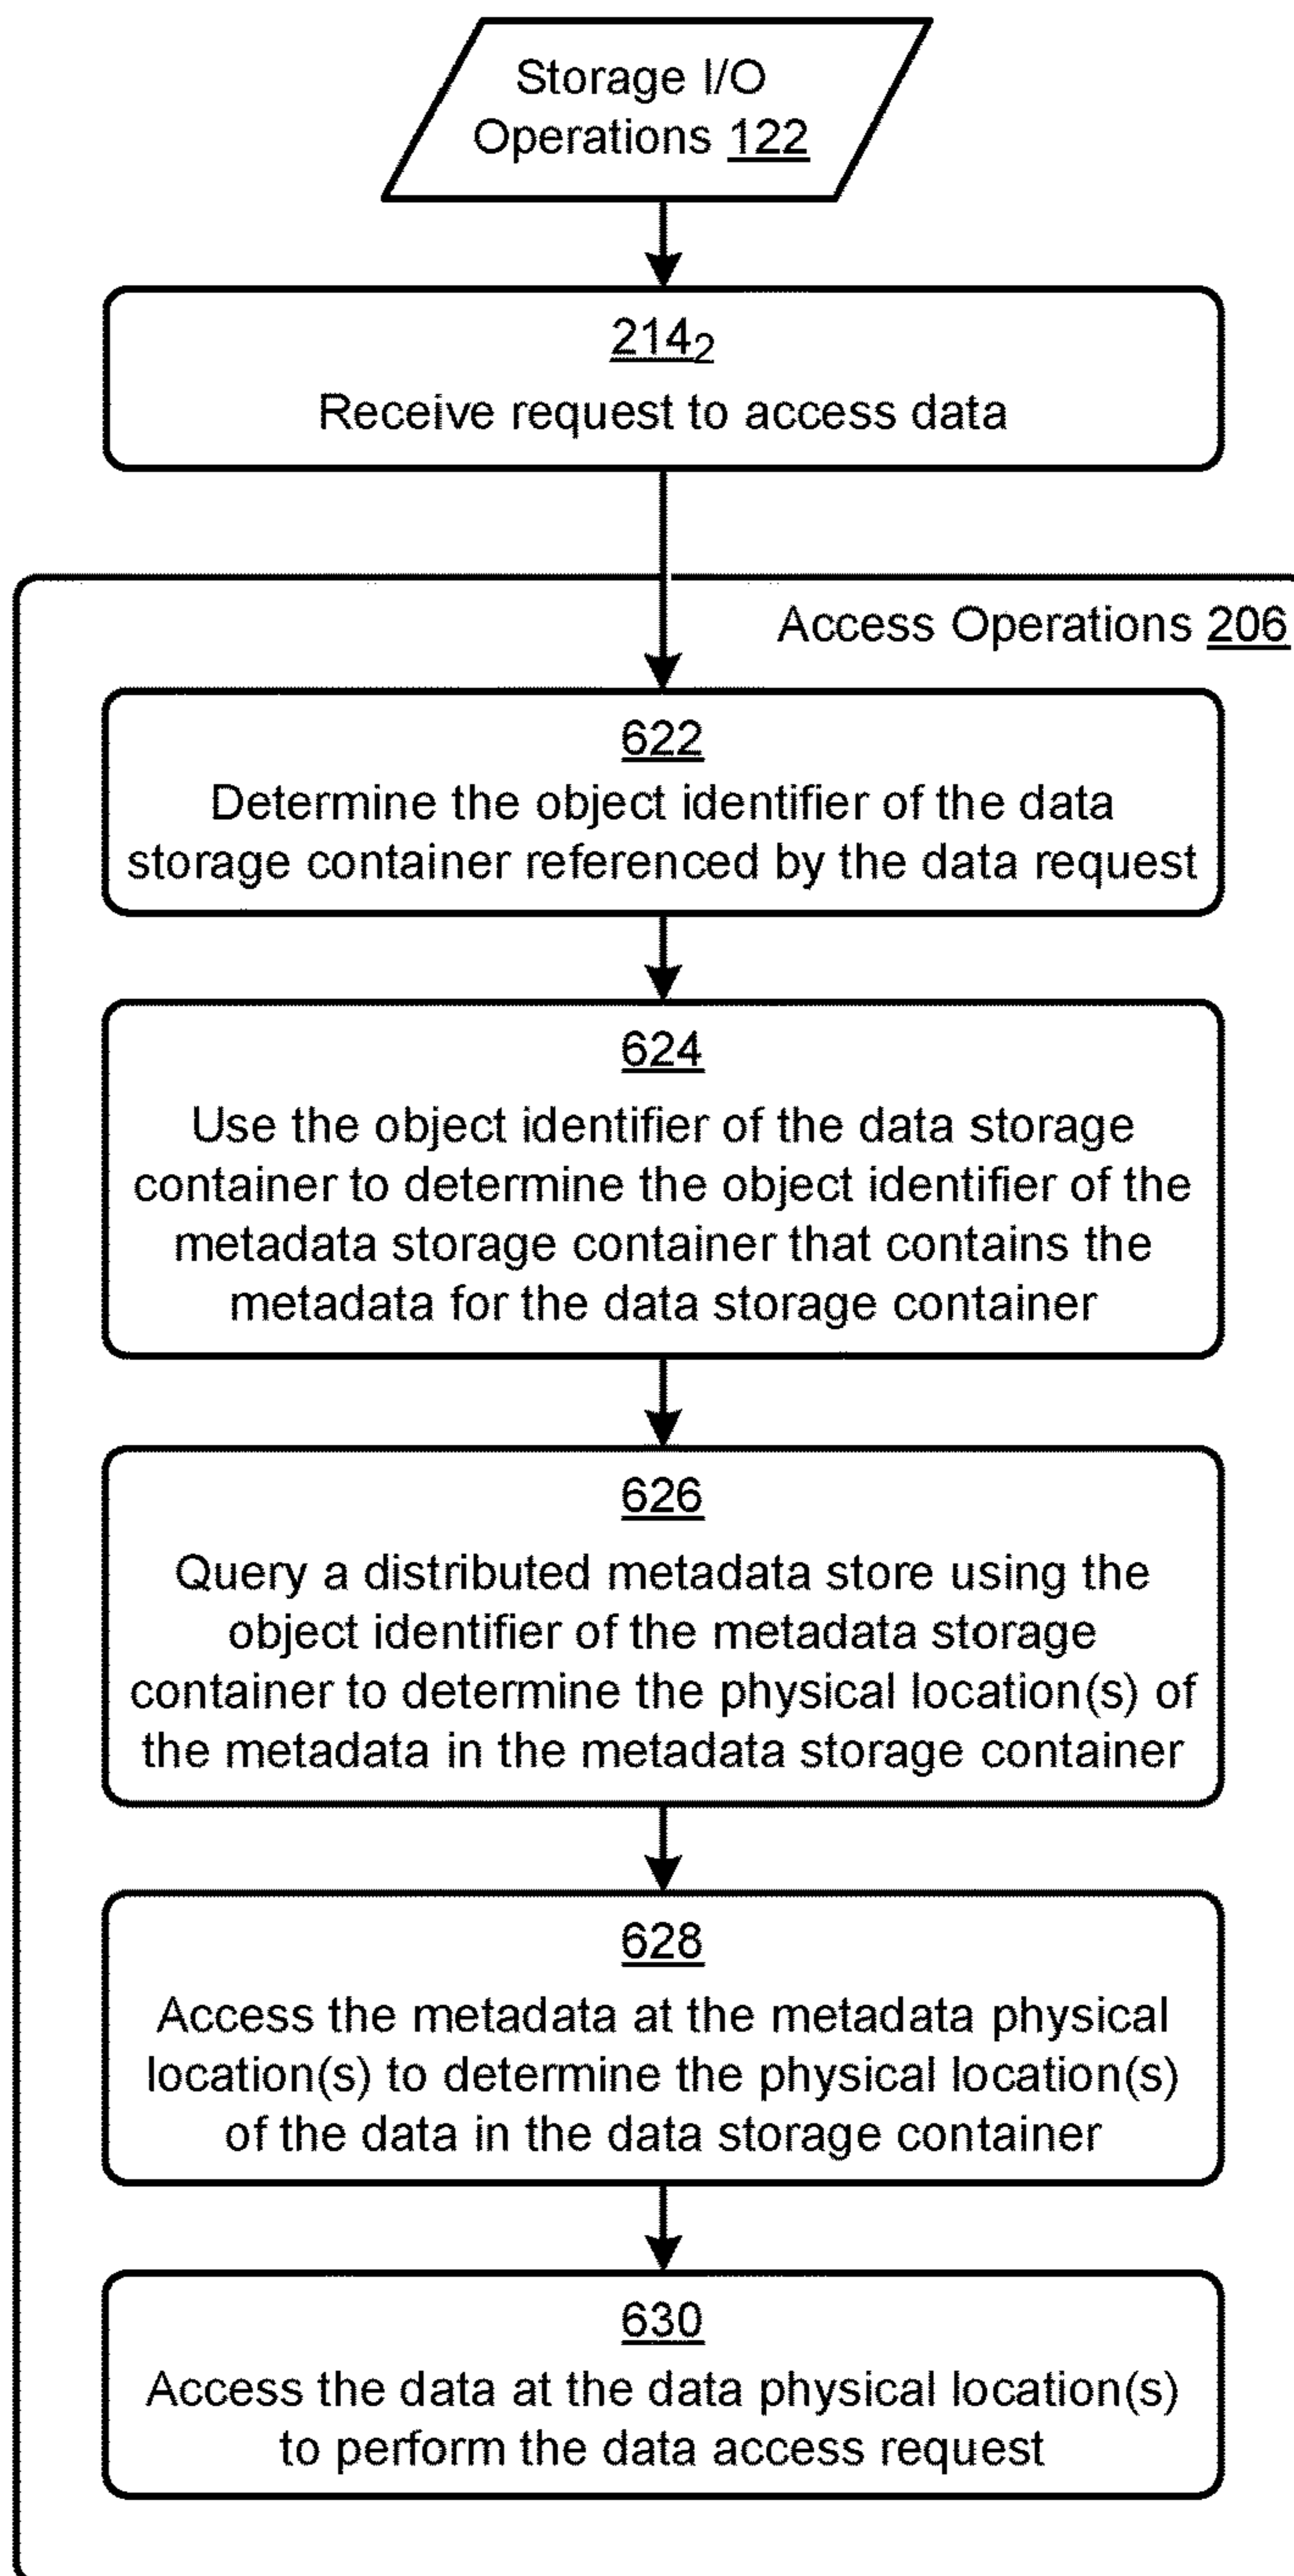 Storage I/O
Operations 122
214₂
Receive request to access data
Access Operations 206
622
Determine the object identifier of the data
storage container referenced by the data request
624
Use the object identifier of the data storage
container to determine the object identifier of the
metadata storage container that contains the
metadata for the data storage container
626
Query a distributed metadata store using the
object identifier of the metadata storage
container to determine the physical location(s) of
the metadata in the metadata storage container
628
Access the metadata at the metadata physical
location(s) to determine the physical location(s)
of the data in the data storage container
630
Access the data at the data physical location(s)
to perform the data access request